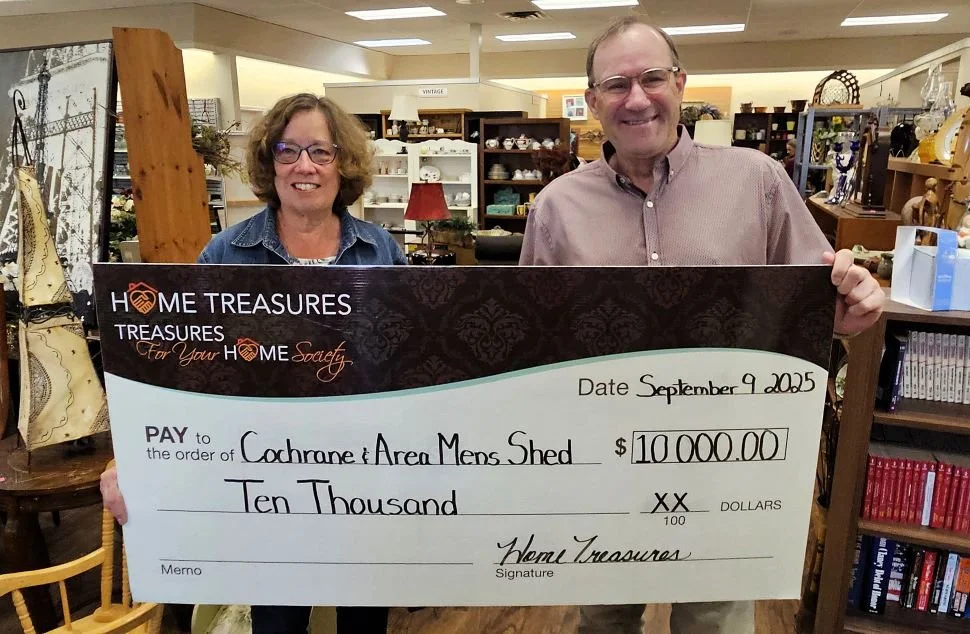 VINTAGE
HOME TREASURES
TREASURES
For Your HOME Society
Date September 9 2025
PAY to
the order of Cochrane & Area Mens Shed $ 10 000.00
Ten Thousand XX DOLLARS
100
Home Treasures
Memo Signature